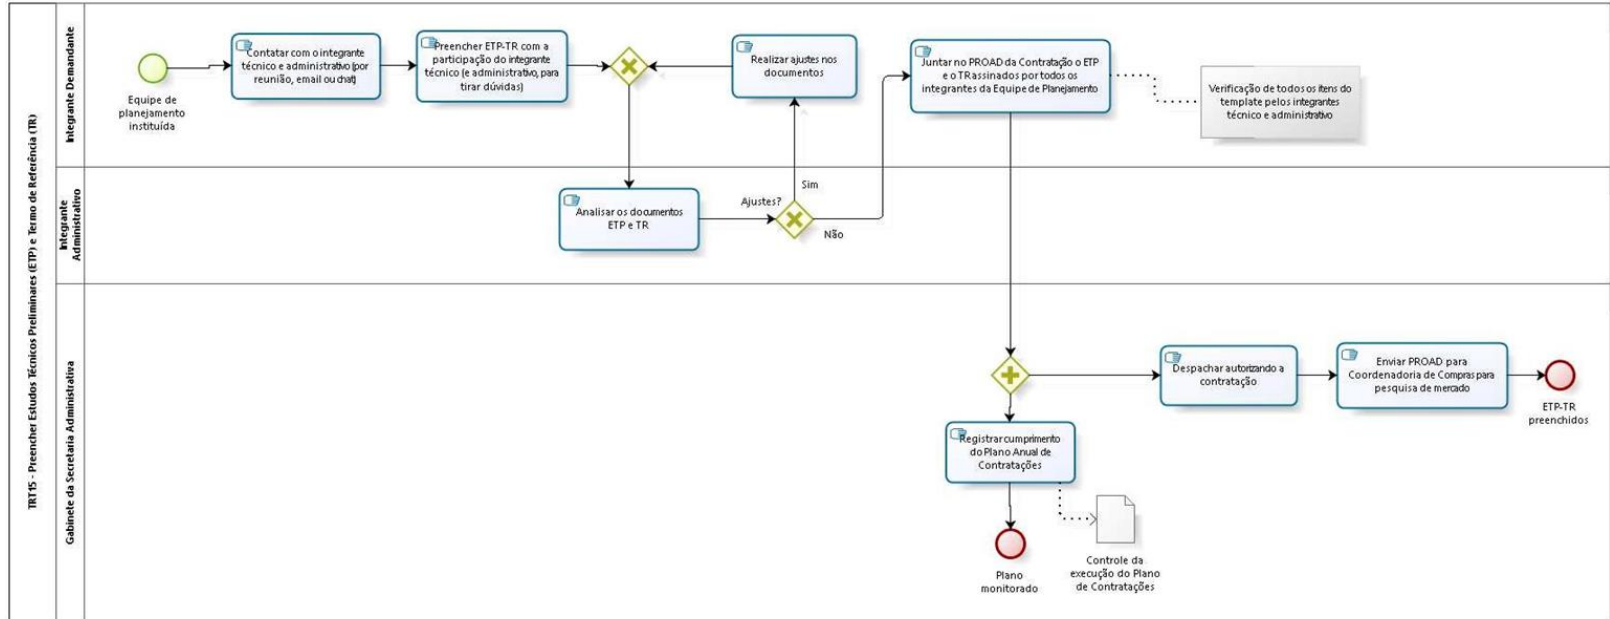 TRT15 - Preencher Estudos Técnicos Preliminares (ETP) e Termo de Referência (TR)
Integrante Demandante
Equipe de
planejamento
instituída
Contatar com o integrante
técnico e administrativo (por
reunião, email ou chat)
Preencher ETP-TR com a
participação do integrante
técnico (e administrativo, para
tirar dúvidas)
Realizar ajustes nos
documentos
Juntar no PROAD da Contratação o ETP
e o TR assinados por todos os
integrantes da Equipe de Planejamento
Verificação de todos os itens do
template pelos integrantes
técnico e administrativo
Integrante
Administrativo
Analisar os documentos
ETP e TR
Ajustes?
Sim
Não
Gabinete da Secretaria Administrativa
Despachar autorizando a
contratação
Enviar PROAD para
Coordenadoria de Compras para
pesquisa de mercado
ETP-TR
preenchidos
Registrar cumprimento
do Plano Anual de
Contratações
Plano
monitorado
Controle da
execução do Plano
de Contratações